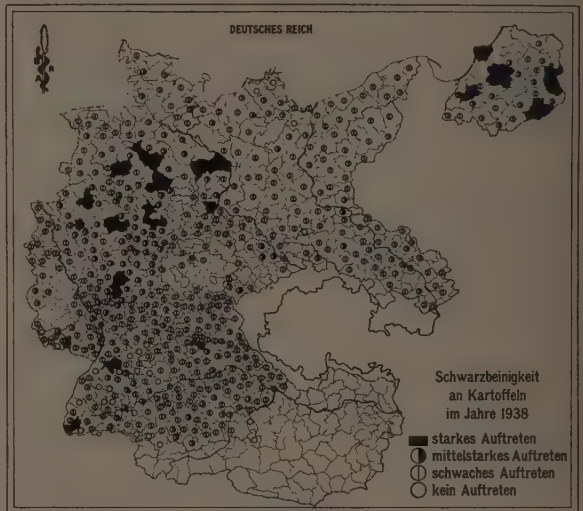 DEUTSCHES REICH
Schwarzbeinigkeit
an Kartoffeln
im Jahre 1938
starkes Auftreten
mittelstarkes Auftreten
schwaches Auftreten
kein Auftreten